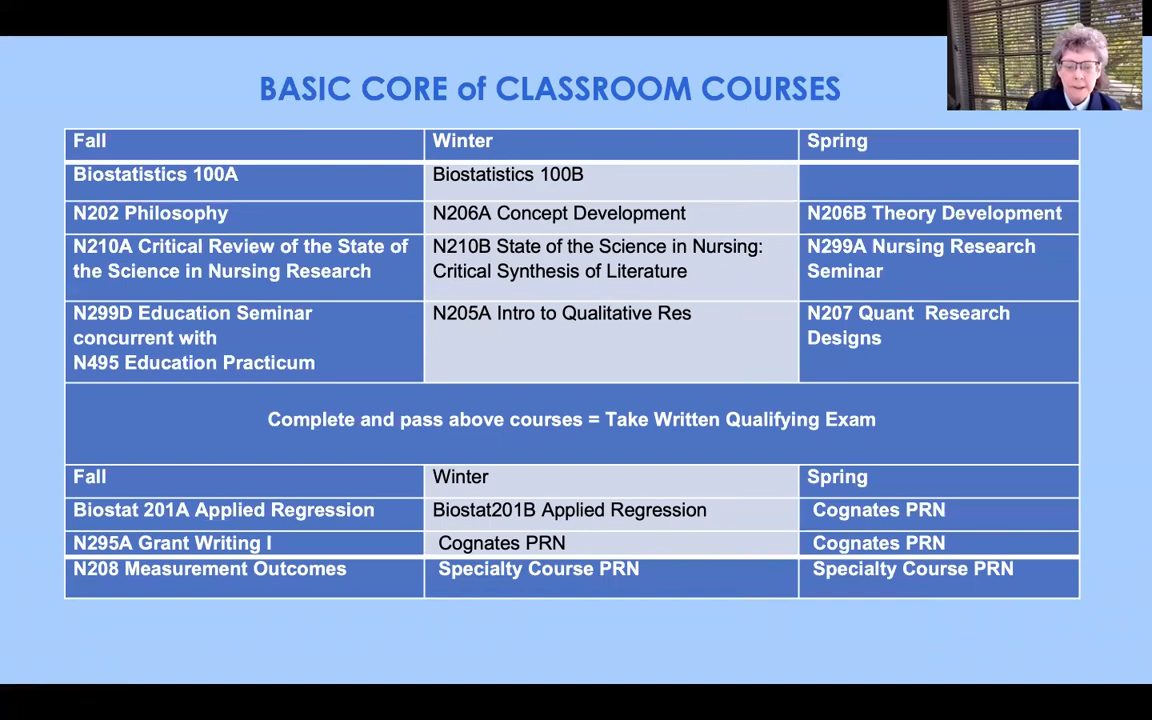 BASIC CORE of CLASSROOM COURSES
Fall
Winter
Spring
Biostatistics 100A
Biostatistics 100B
N202 Philosophy
N206A Concept Development
N206B Theory Development
N210A Critical Review of the State of
the Science in Nursing Research
N210B State of the Science in Nursing:
Critical Synthesis of Literature
N299A Nursing Research
Seminar
N299D Education Seminar
concurrent with
N495 Education Practicum
N205A Intro to Qualitative Res
N207 Quant Research
Designs
Complete and pass above courses = Take Written Qualifying Exam
Fall
Winter
Spring
Biostat 201A Applied Regression
Biostat201B Applied Regression
Cognates PRN
N295A Grant Writing I
Cognates PRN
Cognates PRN
N208 Measurement Outcomes
Specialty Course PRN
Specialty Course PRN